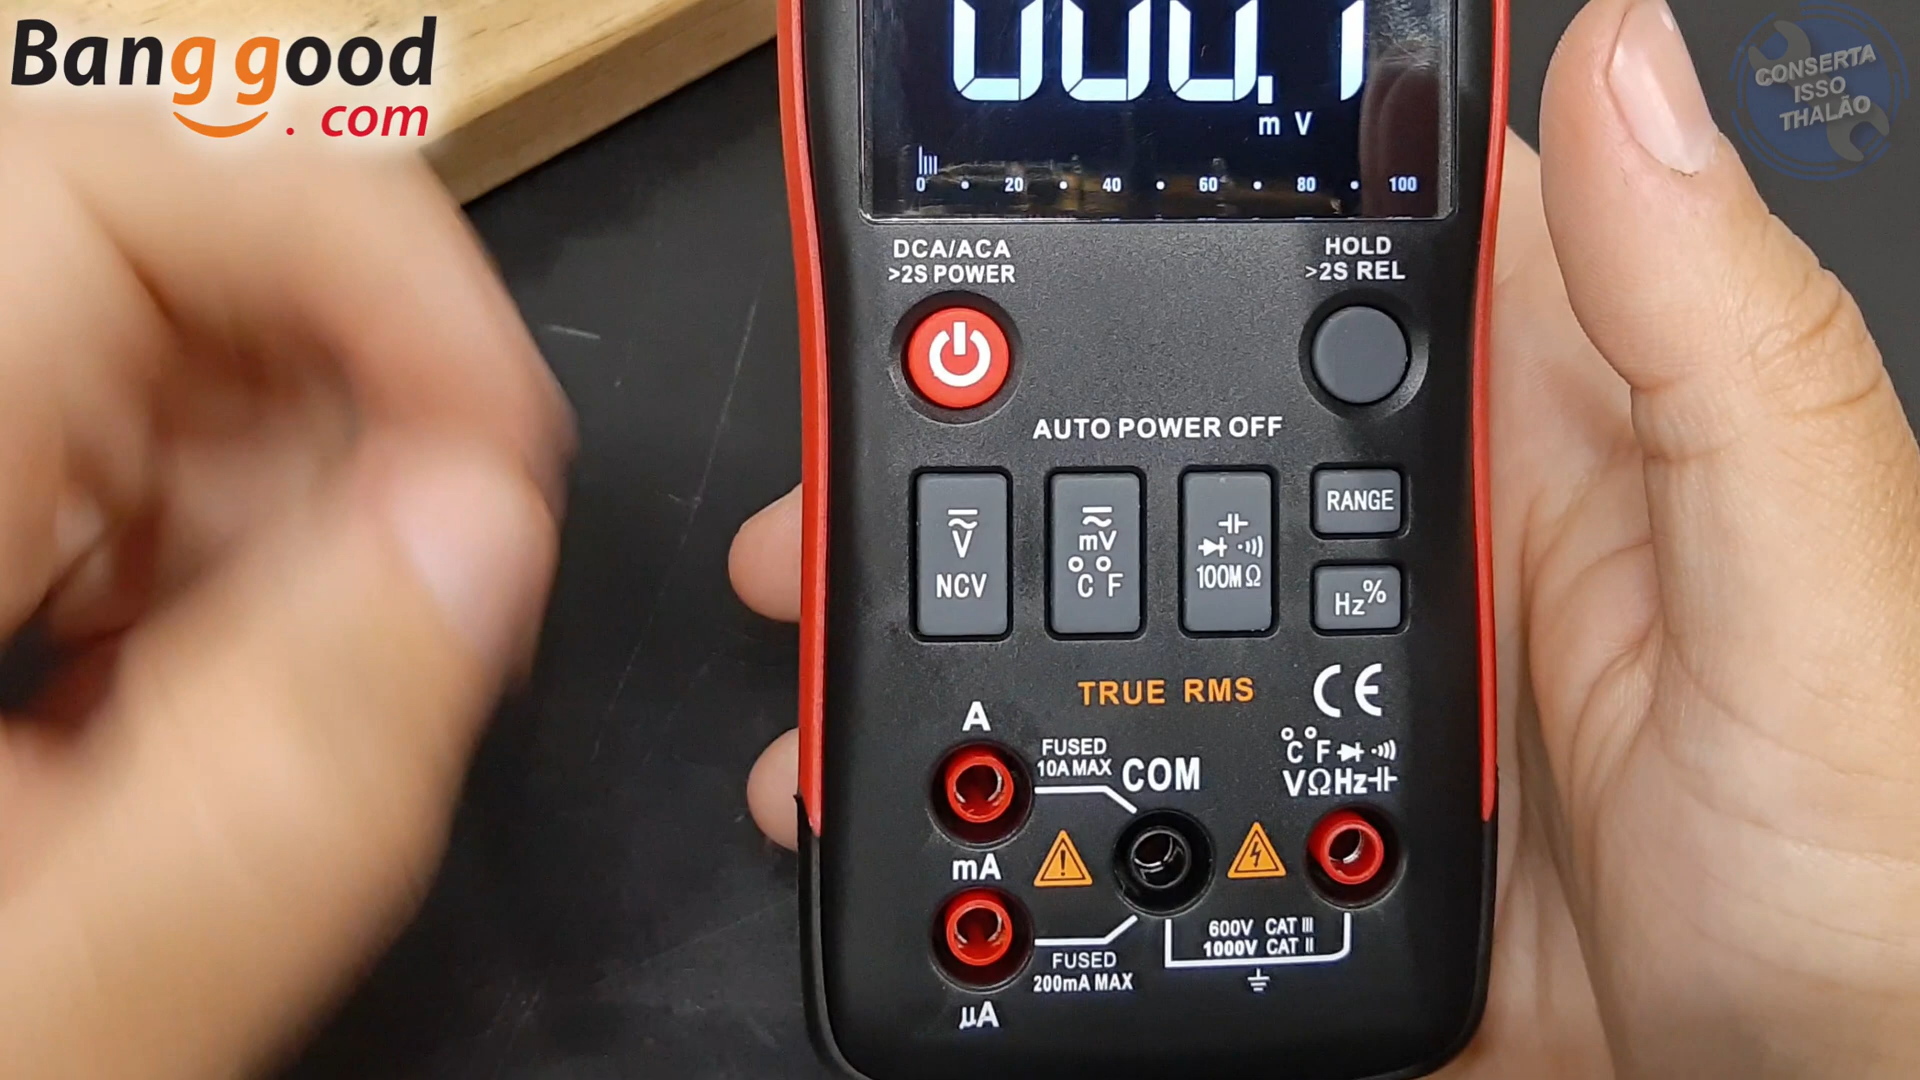 Banggood
.com
CONSERTA
ISSO
THALÃO
000.1
m V
0 20 40 60 80 100
DCA/ACA
>2S POWER
HOLD
>2S REL
AUTO POWER OFF
V
NCV
mV
°C °F
100MΩ
RANGE
Hz%
TRUE RMS
CE
A
FUSED
10A MAX
COM
°C °F
VΩHz
mA
600V CAT III
1000V CAT II
FUSED
200mA MAX
μA